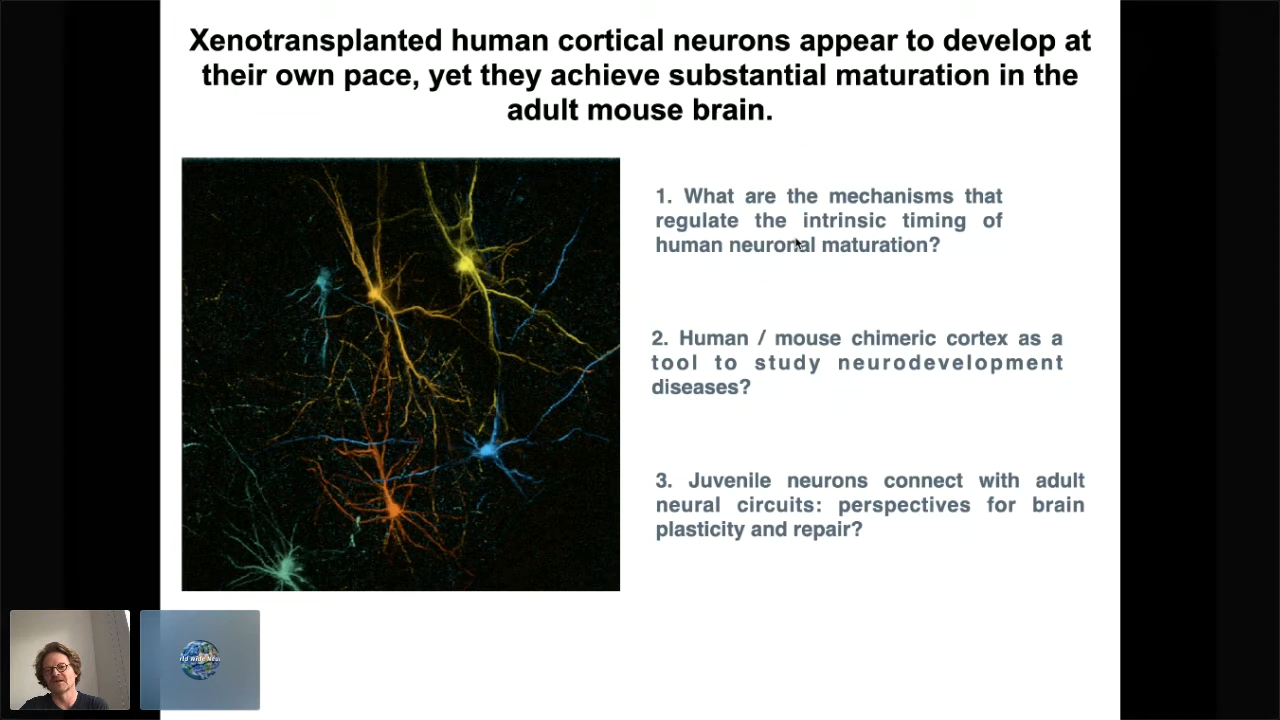 Xenotransplanted human cortical neurons appear to develop at
their own pace, yet they achieve substantial maturation in the
adult mouse brain.
1. What are the mechanisms that
regulate the intrinsic timing of
human neuronal maturation?
2. Human / mouse chimeric cortex as a
tool to study neurodevelopment
diseases?
3. Juvenile neurons connect with adult
neural circuits: perspectives for brain
plasticity and repair?
Wide